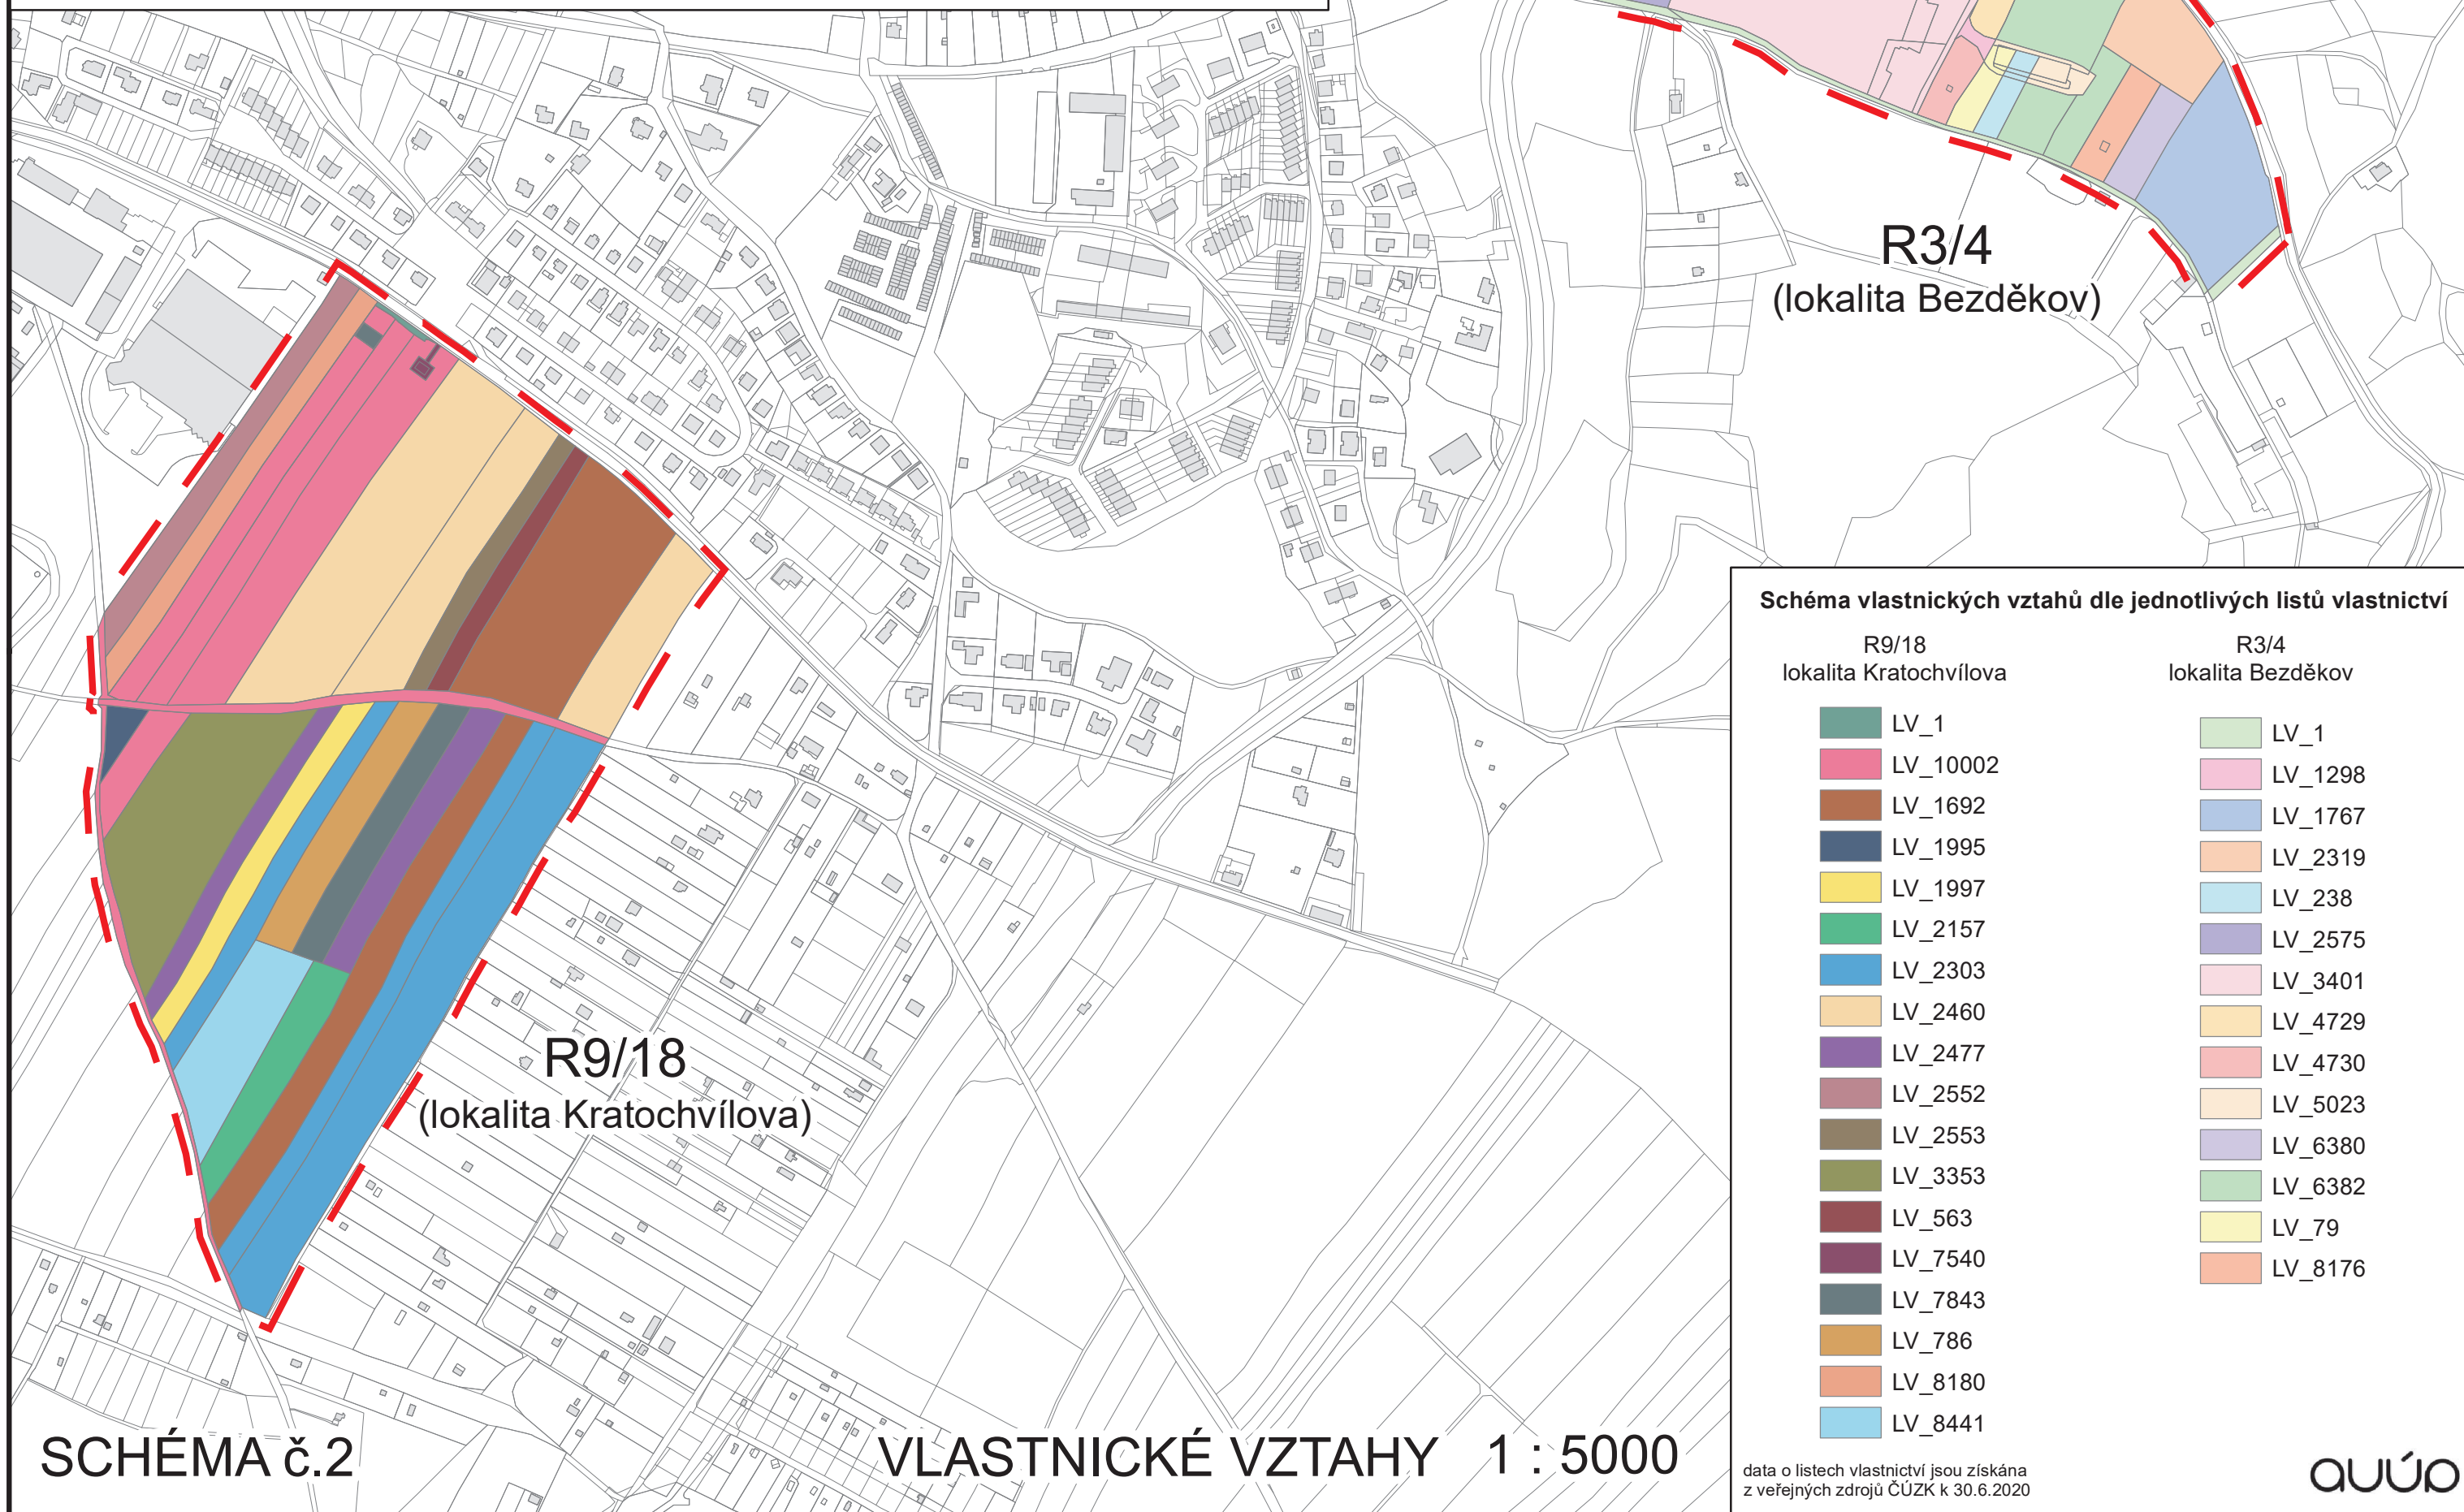 R3/4
(lokalita Bezděkov)
R9/18
(lokalita Kratochvílova)
SCHÉMA č.2
VLASTNICKÉ VZTAHY 1 : 5000
Schéma vlastnických vztahů dle jednotlivých listů vlastnictví
R9/18
lokalita Kratochvílova
LV_1
LV_10002
LV_1692
LV_1995
LV_1997
LV_2157
LV_2303
LV_2460
LV_2477
LV_2552
LV_2553
LV_3353
LV_563
LV_7540
LV_7843
LV_786
LV_8180
LV_8441
R3/4
lokalita Bezděkov
LV_1
LV_1298
LV_1767
LV_2319
LV_238
LV_2575
LV_3401
LV_4729
LV_4730
LV_5023
LV_6380
LV_6382
LV_79
LV_8176
data o listech vlastnictví jsou získána
z veřejných zdrojů ČÚZK k 30.6.2020